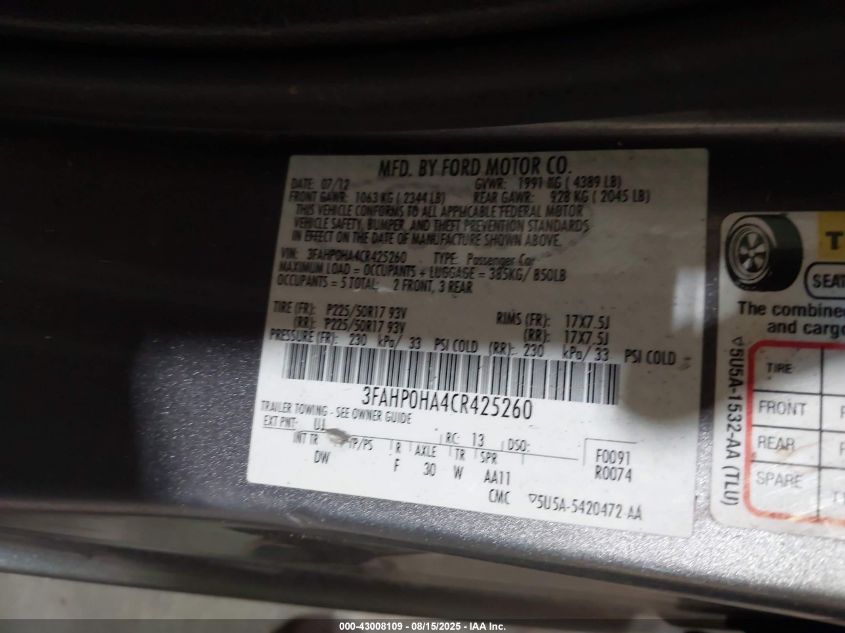 MFD. BY FORD MOTOR CO.
DATE: 07/12 GVWR: 1991 KG ( 4389 LB)
FRONT GAWR: 1063 KG ( 2344 LB) REAR GAWR: 928 KG ( 2045 LB)
THIS VEHICLE CONFORMS TO ALL APPLICABLE FEDERAL MOTOR
VEHICLE SAFETY, BUMPER, AND THEFT PREVENTION STANDARDS
IN EFFECT ON THE DATE OF MANUFACTURE SHOWN ABOVE.
VIN: 3FAHP0HA4CR425260 TYPE: Passenger Car
MAXIMUM LOAD = OCCUPANTS + LUGGAGE = 385KG/ 850LB
OCCUPANTS = 5 TOTAL: 2 FRONT, 3 REAR
TIRE (FR): P225/50R17 93V RIMS (FR): 17X7.5J
(RR): P225/50R17 93V (RR): 17X7.5J
PRESSURE (FR): 230 kPa/ 33 PSI COLD (RR): 230 kPa/ 33 PSI COLD
3FAHP0HA4CR425260
TRAILER TOWING - SEE OWNER GUIDE
EXT PNT: UJ RC: 13 DSO: F0091
INT TR TP/PS R AXLE TR SPR R0074
DW F 30 W AA11
CMC ▽5U5A-5420472-AA
T
SEAT
The combined
and cargo
TIRE
FRONT
REAR
SPARE
▽5U5A-1532-AA (TLU)
000-43008109 - 08/15/2025 - IAA Inc.